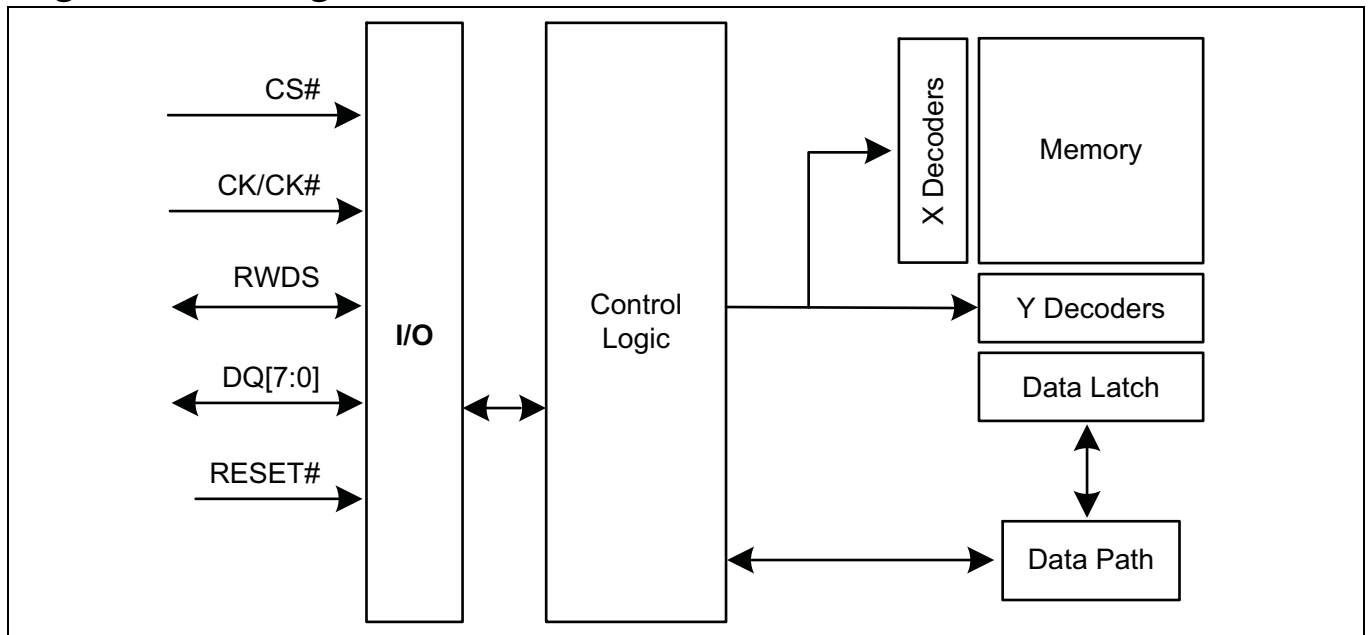 CS#
CK/CK#
RWDS
DQ[7:0]
RESET#
I/O
Control
Logic
X Decoders
Memory
Y Decoders
Data Latch
Data Path